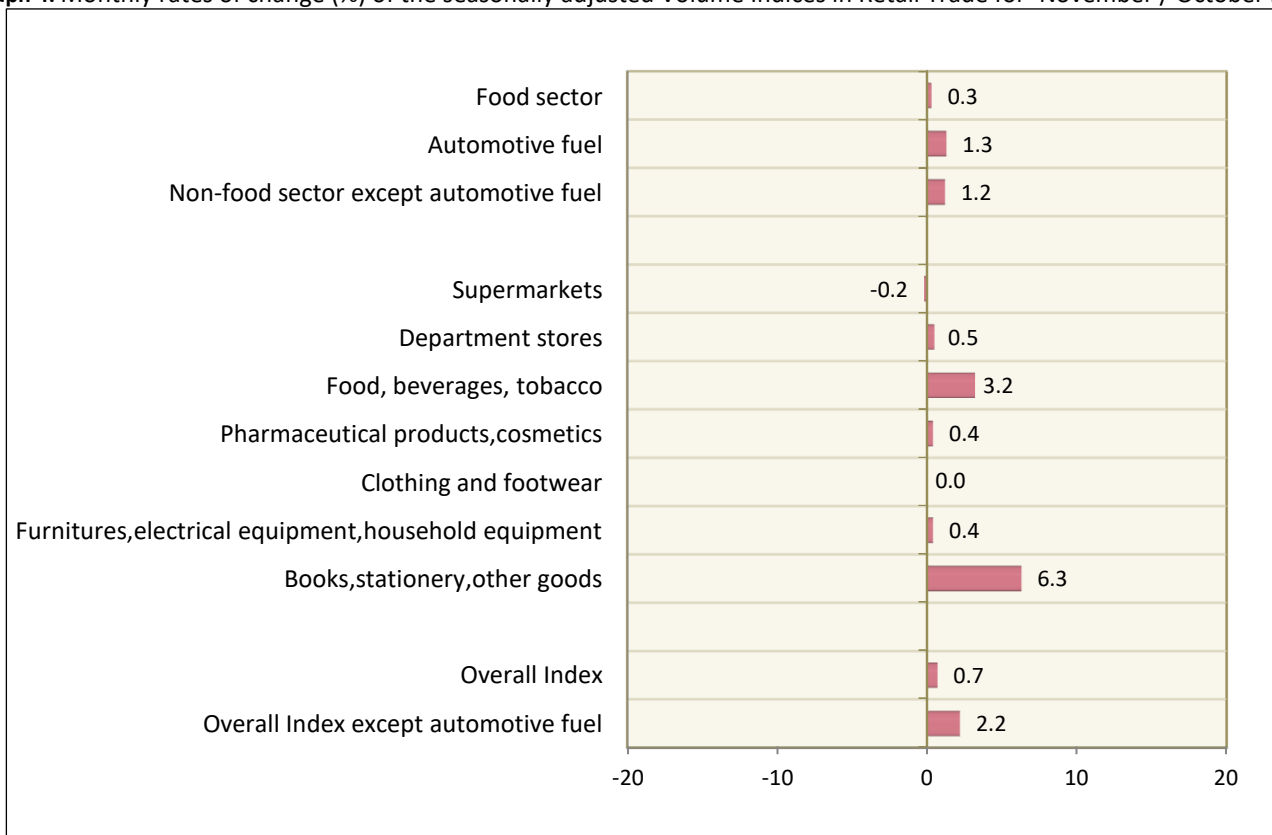 Monthly rates of change (%) of the seasonally adjusted Volume Indices in Retail Trade for November / October
Food sector 0.3
Automotive fuel 1.3
Non-food sector except automotive fuel 1.2
Supermarkets -0.2
Department stores 0.5
Food, beverages, tobacco 3.2
Pharmaceutical products,cosmetics 0.4
Clothing and footwear 0.0
Furnitures,electrical equipment,household equipment 0.4
Books,stationery,other goods 6.3
Overall Index 0.7
Overall Index except automotive fuel 2.2
-20 -10 0 10 20